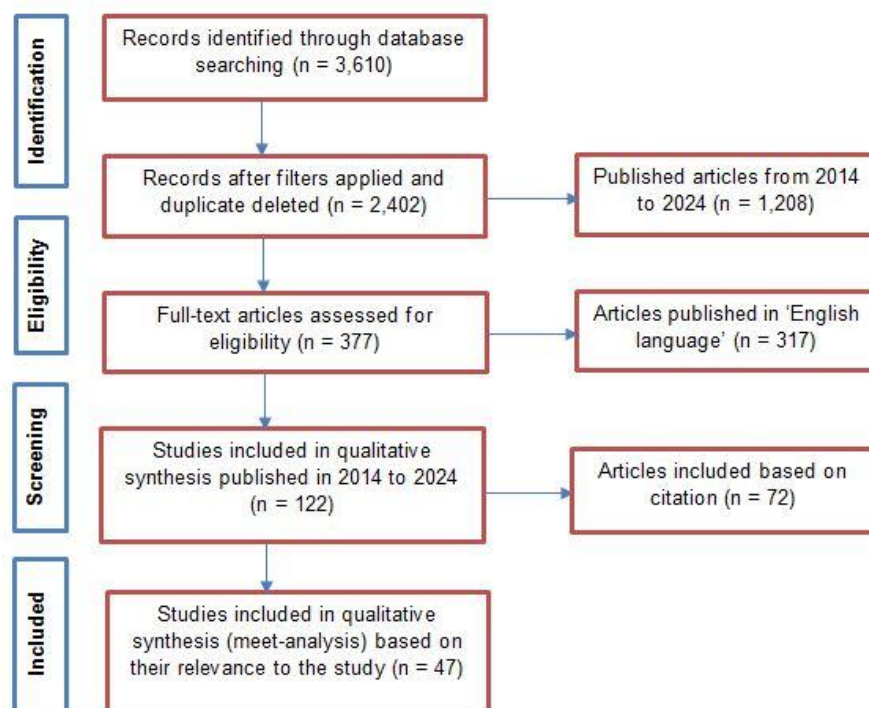 Identification
Records identified through database
searching (n = 3,610)
Records after filters applied and
duplicate deleted (n = 2,402)
Published articles from 2014
to 2024 (n = 1,208)
Eligibility
Full-text articles assessed for
eligibility (n = 377)
Articles published in ‘English
language’ (n = 317)
Screening
Studies included in qualitative
synthesis published in 2014 to 2024
(n = 122)
Articles included based on
citation (n = 72)
Included
Studies included in qualitative
synthesis (meet-analysis) based on
their relevance to the study (n = 47)